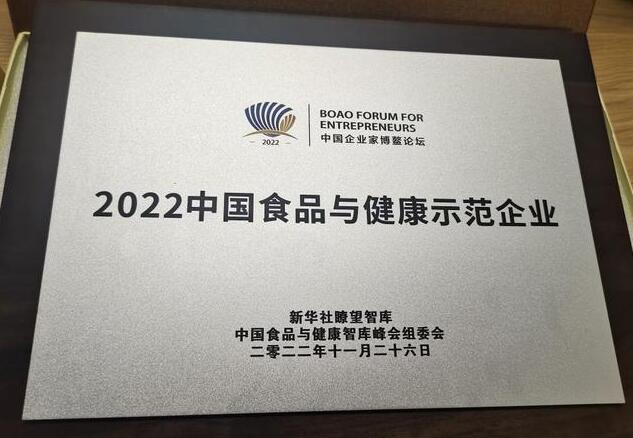 BOAO FORUM FOR
ENTREPRENEURS
中国企业家博鳌论坛
2022
2022中国食品与健康示范企业
新华社瞭望智库
中国食品与健康智库峰会组委会
二零二二年十一月二十六日